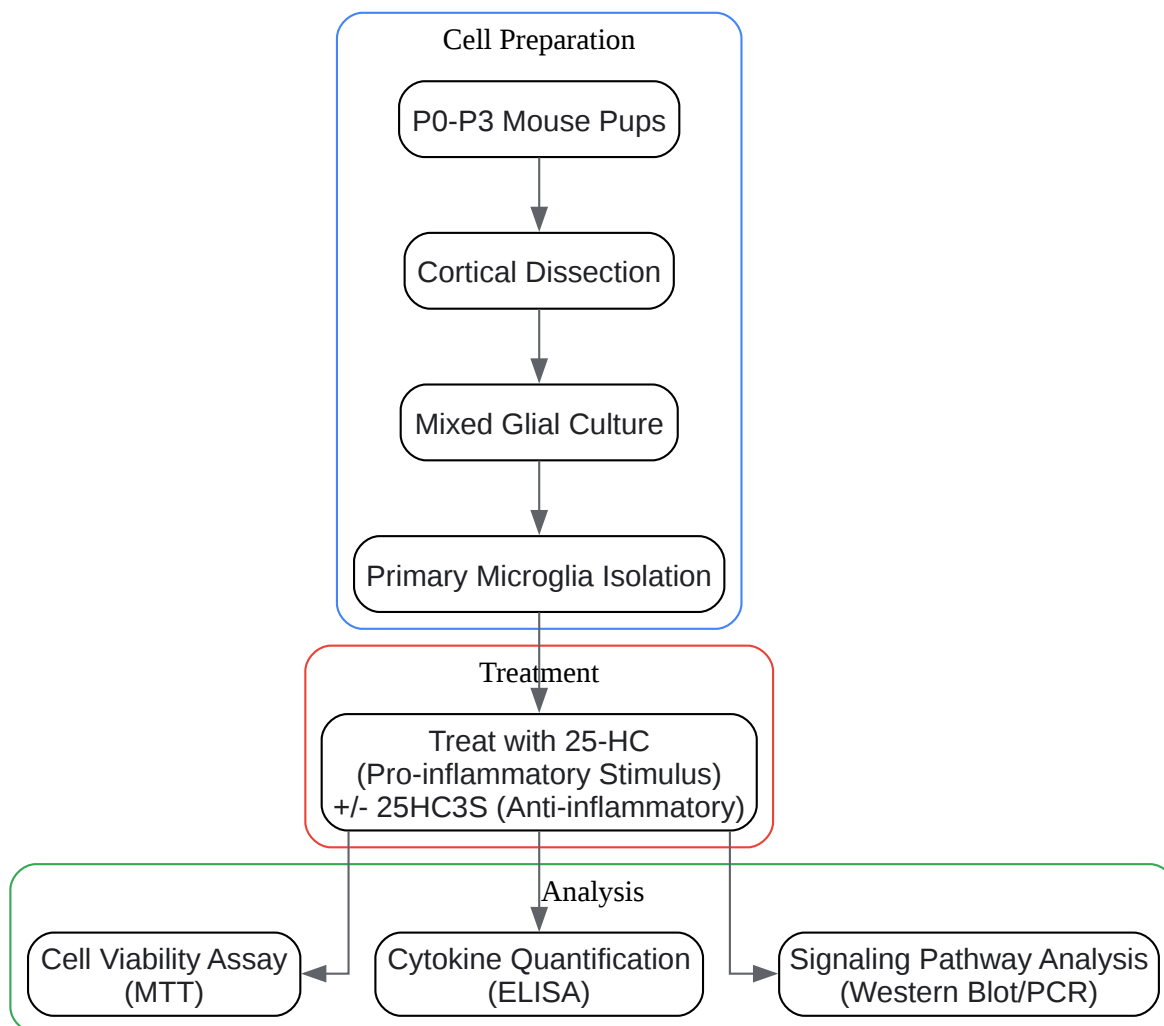 Cell Preparation
P0-P3 Mouse Pups
Cortical Dissection
Mixed Glial Culture
Primary Microglia Isolation
Treatment
Treat with 25-HC
(Pro-inflammatory Stimulus)
+/- 25HC3S (Anti-inflammatory)
Analysis
Cell Viability Assay
(MTT)
Cytokine Quantification
(ELISA)
Signaling Pathway Analysis
(Western Blot/PCR)